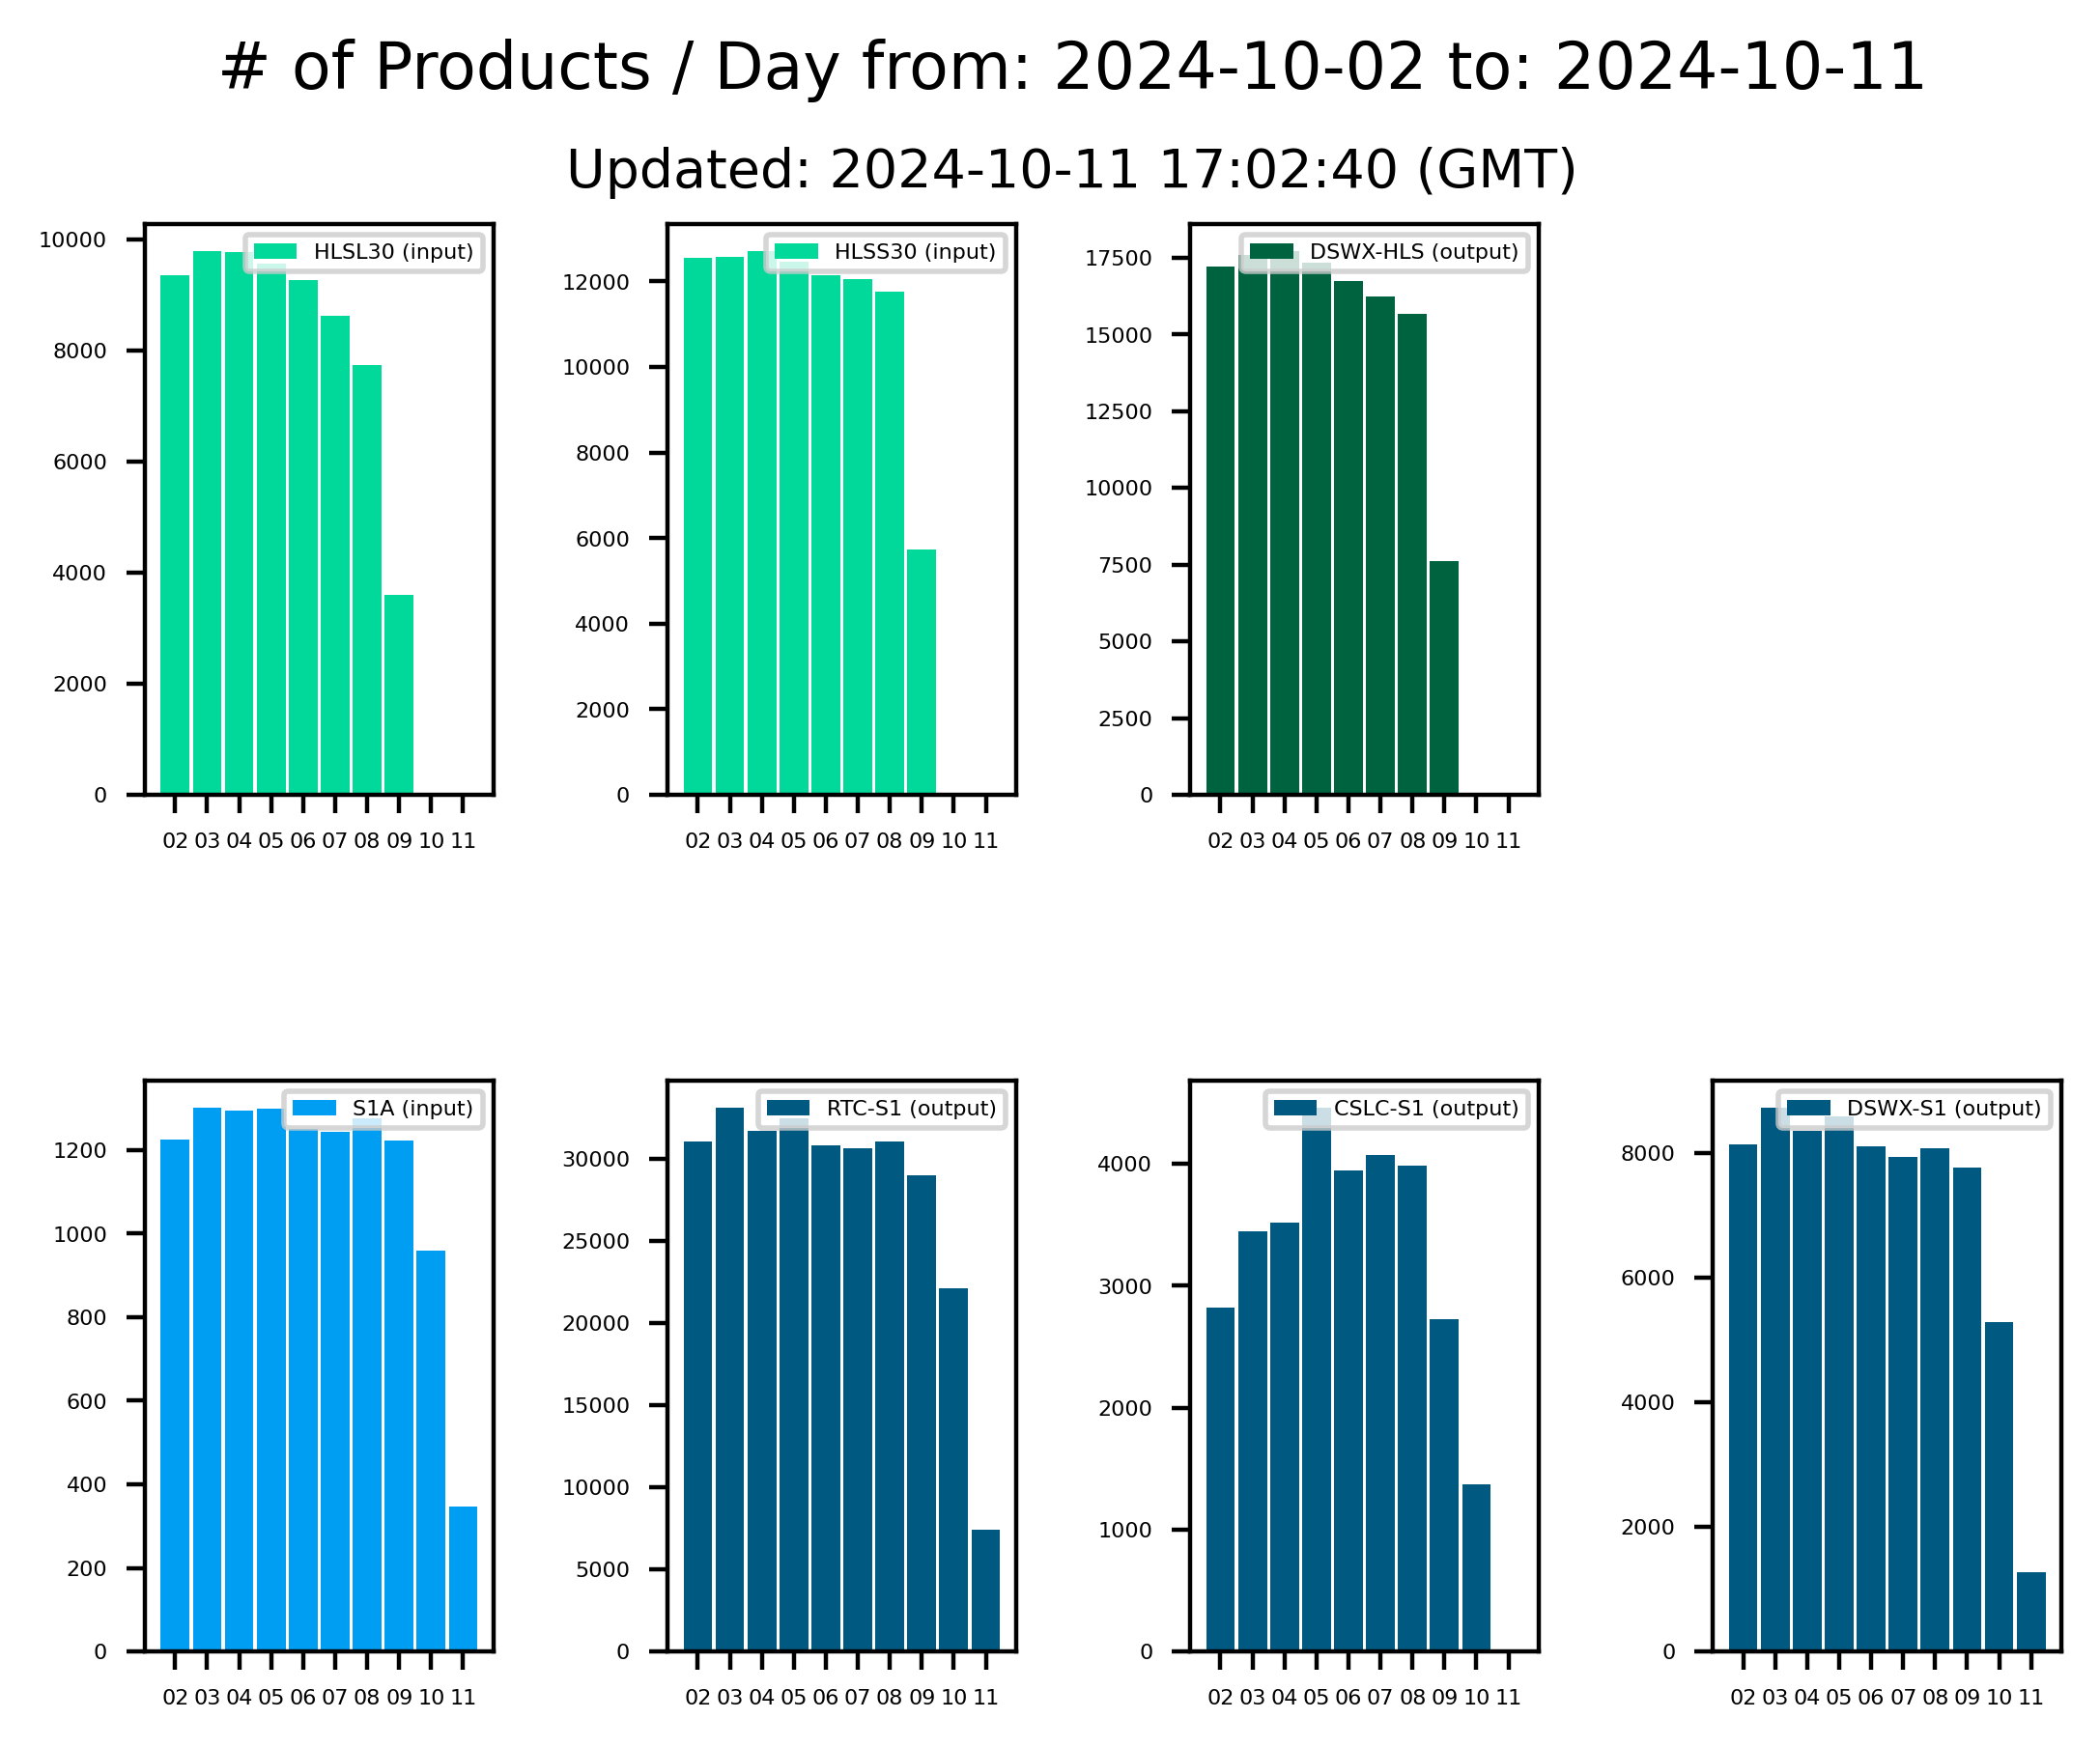 # of Products / Day from: 2024-10-02 to: 2024-10-11
Updated: 2024-10-11 17:02:40 (GMT)
HLSL30 (input)
10000
8000
6000
4000
2000
0
02 03 04 05 06 07 08 09 10 11
HLSS30 (input)
12000
10000
8000
6000
4000
2000
0
02 03 04 05 06 07 08 09 10 11
DSWX-HLS (output)
17500
15000
12500
10000
7500
5000
2500
0
02 03 04 05 06 07 08 09 10 11
S1A (input)
1200
1000
800
600
400
200
0
02 03 04 05 06 07 08 09 10 11
RTC-S1 (output)
30000
25000
20000
15000
10000
5000
0
02 03 04 05 06 07 08 09 10 11
CSLC-S1 (output)
4000
3000
2000
1000
0
02 03 04 05 06 07 08 09 10 11
DSWX-S1 (output)
8000
6000
4000
2000
0
02 03 04 05 06 07 08 09 10 11